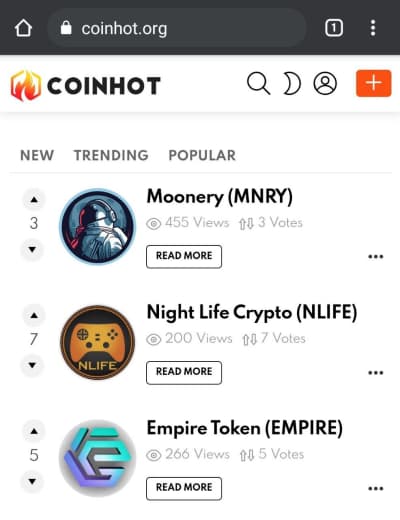 coinhot.org
1
COINHOT
NEW TRENDING POPULAR
Moonery (MNRY)
3
455 Views 3 Votes
READ MORE
Night Life Crypto (NLIFE)
7
200 Views 7 Votes
NLIFE
READ MORE
Empire Token (EMPIRE)
5
266 Views 5 Votes
READ MORE